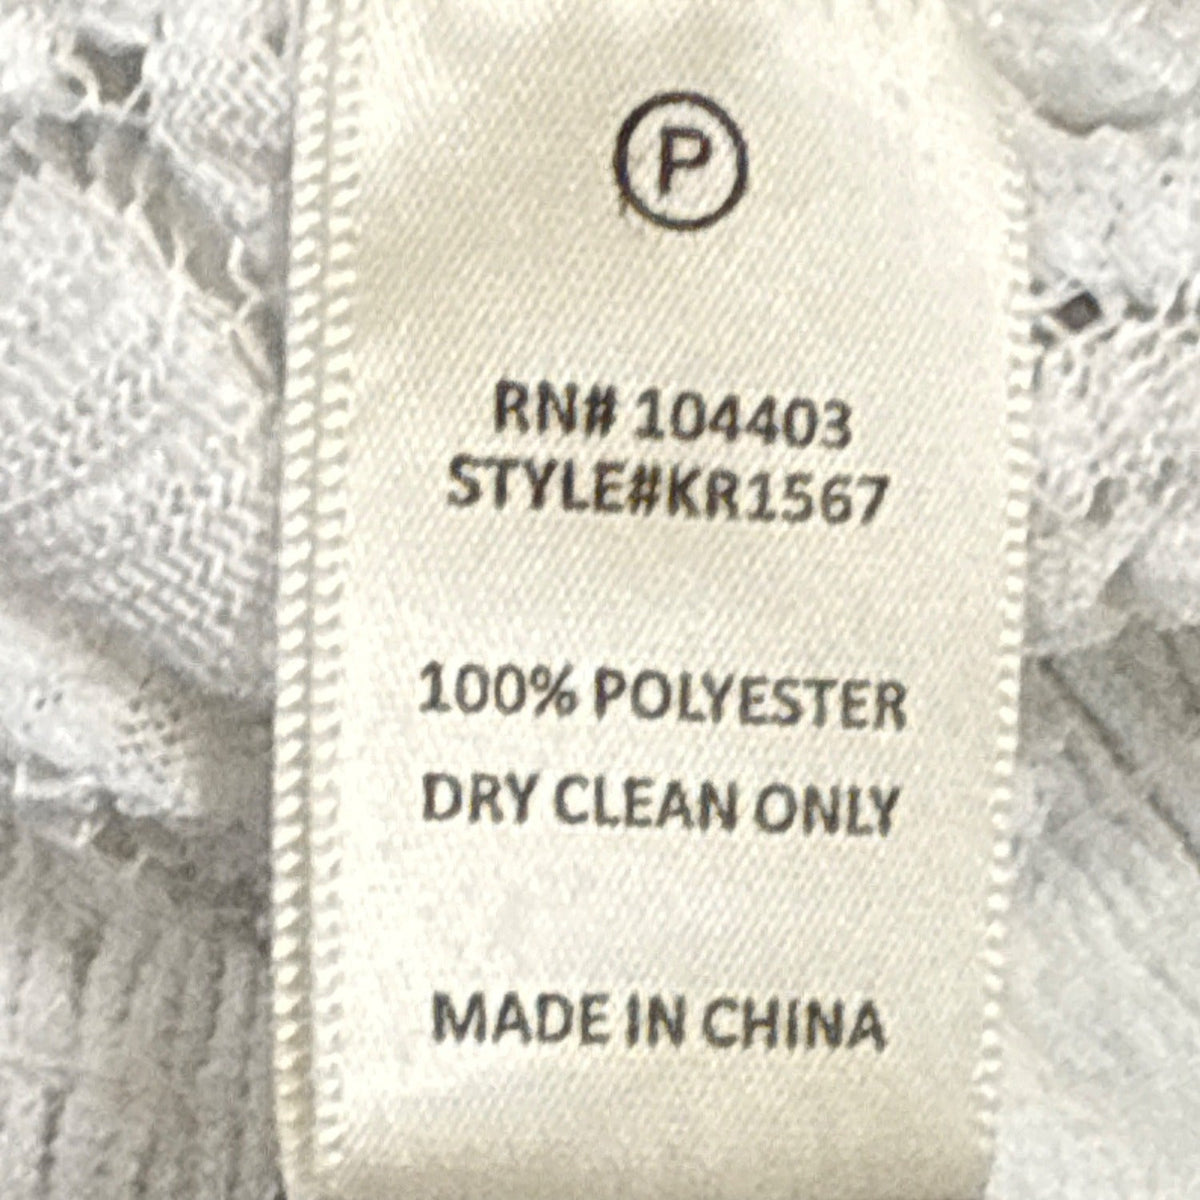 P
RN# 104403
STYLE#KR1567
100% POLYESTER
DRY CLEAN ONLY
MADE IN CHINA